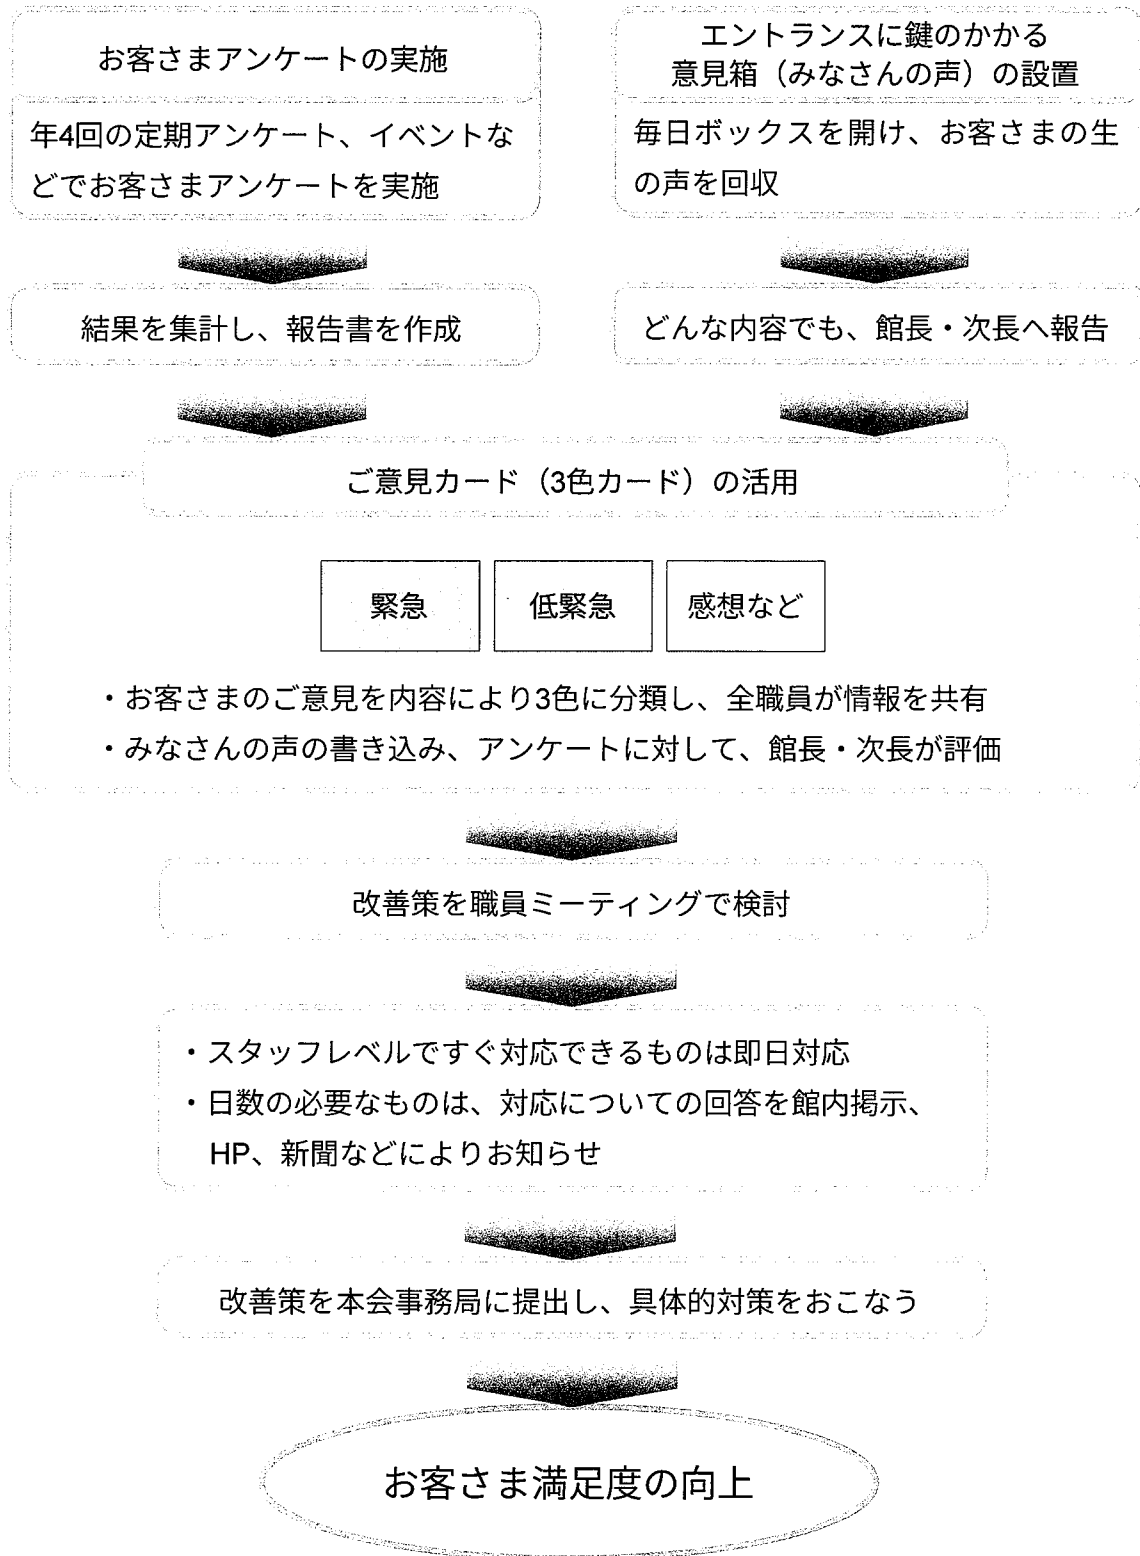 お客さまアンケートの実施
年4回の定期アンケート、イベントな
どでお客さまアンケートを実施
エントランスに鍵のかかる
意見箱（みなさんの声）の設置
毎日ボックスを開け、お客さまの生
の声を回収
結果を集計し、報告書を作成
どんな内容でも、館長・次長へ報告
ご意見カード（3色カード）の活用
緊急
低緊急
感想など
・お客さまのご意見を内容により3色に分類し、全職員が情報を共有
・みなさんの声の書き込み、アンケートに対して、館長・次長が評価
改善策を職員ミーティングで検討
・スタッフレベルですぐ対応できるものは即日対応
・日数の必要なものは、対応についての回答を館内掲示、
HP、新聞などによりお知らせ
改善策を本会事務局に提出し、具体的対策をおこなう
お客さま満足度の向上